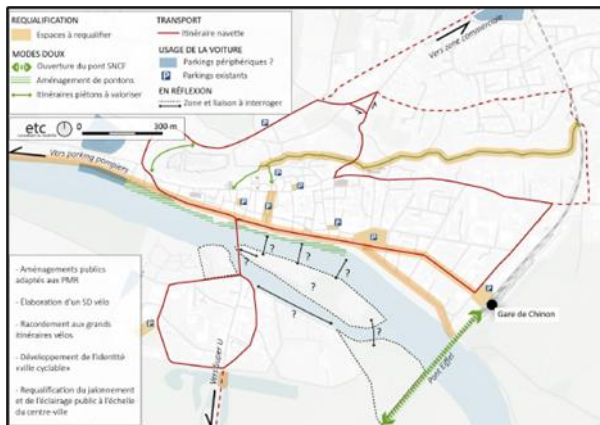 REQUALIFICATION
Espaces à requalifier
MODES DOUX
Ouverture du pont SNCF
Aménagement de pontons
Itinéraires piétons à valoriser
TRANSPORT
Itinéraire navette
USAGE DE LA VOITURE
Parkings périphériques ?
P Parkings existants
EN RÉFLEXION
Zone et liaison à interroger
etc
0 300 m
Vers zone commerciale
Vers parking pompiers
P
P
P
P
P
P
P
P
P
P
?
?
?
?
?
?
?
?
Gare de Chinon
Pont Eiffel
- Aménagements publics
adaptés aux PMR
- Elaboration d'un SD vélo
- Racordement aux grands
itinéraires vélos
- Développement de l'identité
«ville cyclable»
- Requalification du jalonnement
et de l'éclairage public à l'échelle
du centre-ville
Vers Super U